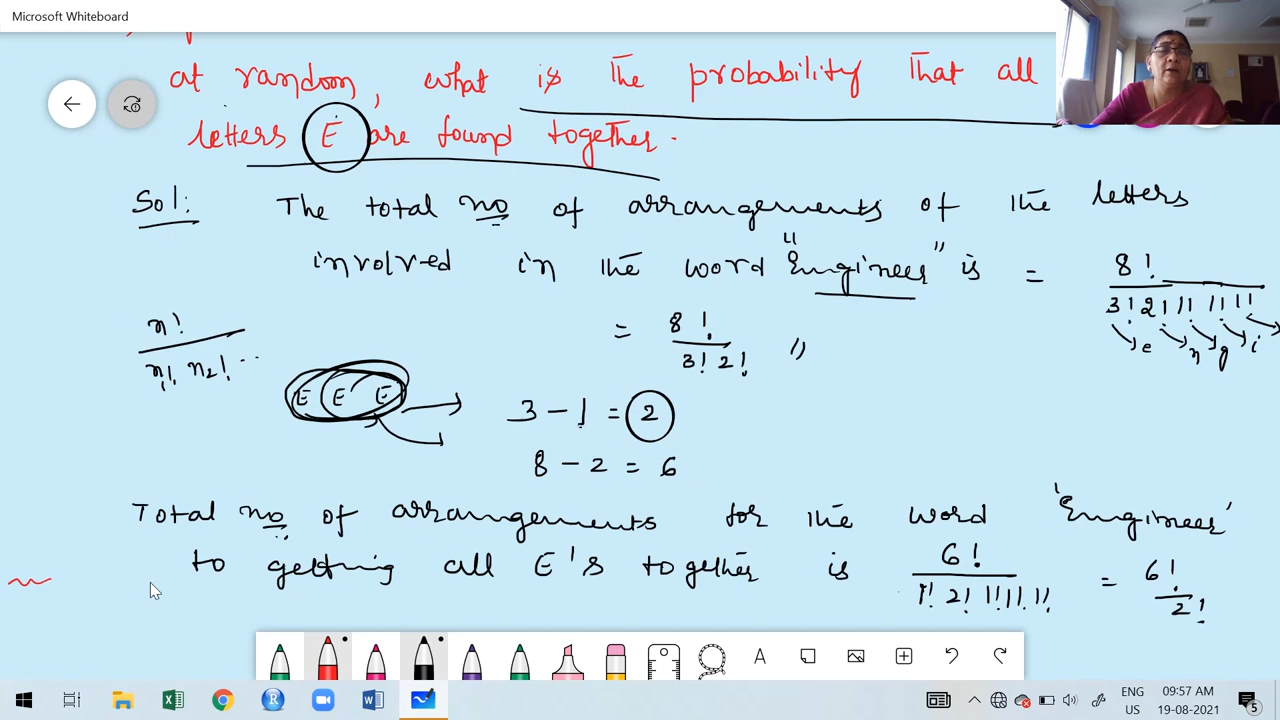 Microsoft Whiteboard
at random, what is the probability that all
letters E are found together.
Sol: The total no of arrangements of the letters
involved in the word "Engineer" is = 8! / 3! 2! 1! 1! 1!
e n g i
n! / n1! n2! ...
= 8! / 3! 2! "
E E E
3 - 1 = 2
8 - 2 = 6
Total no of arrangements for the word 'Engineer'
to getting all E's together is 6! / 1! 2! 1! 1! 1! = 6! / 2!
A
ENG
US
09:57 AM
19-08-2021
5